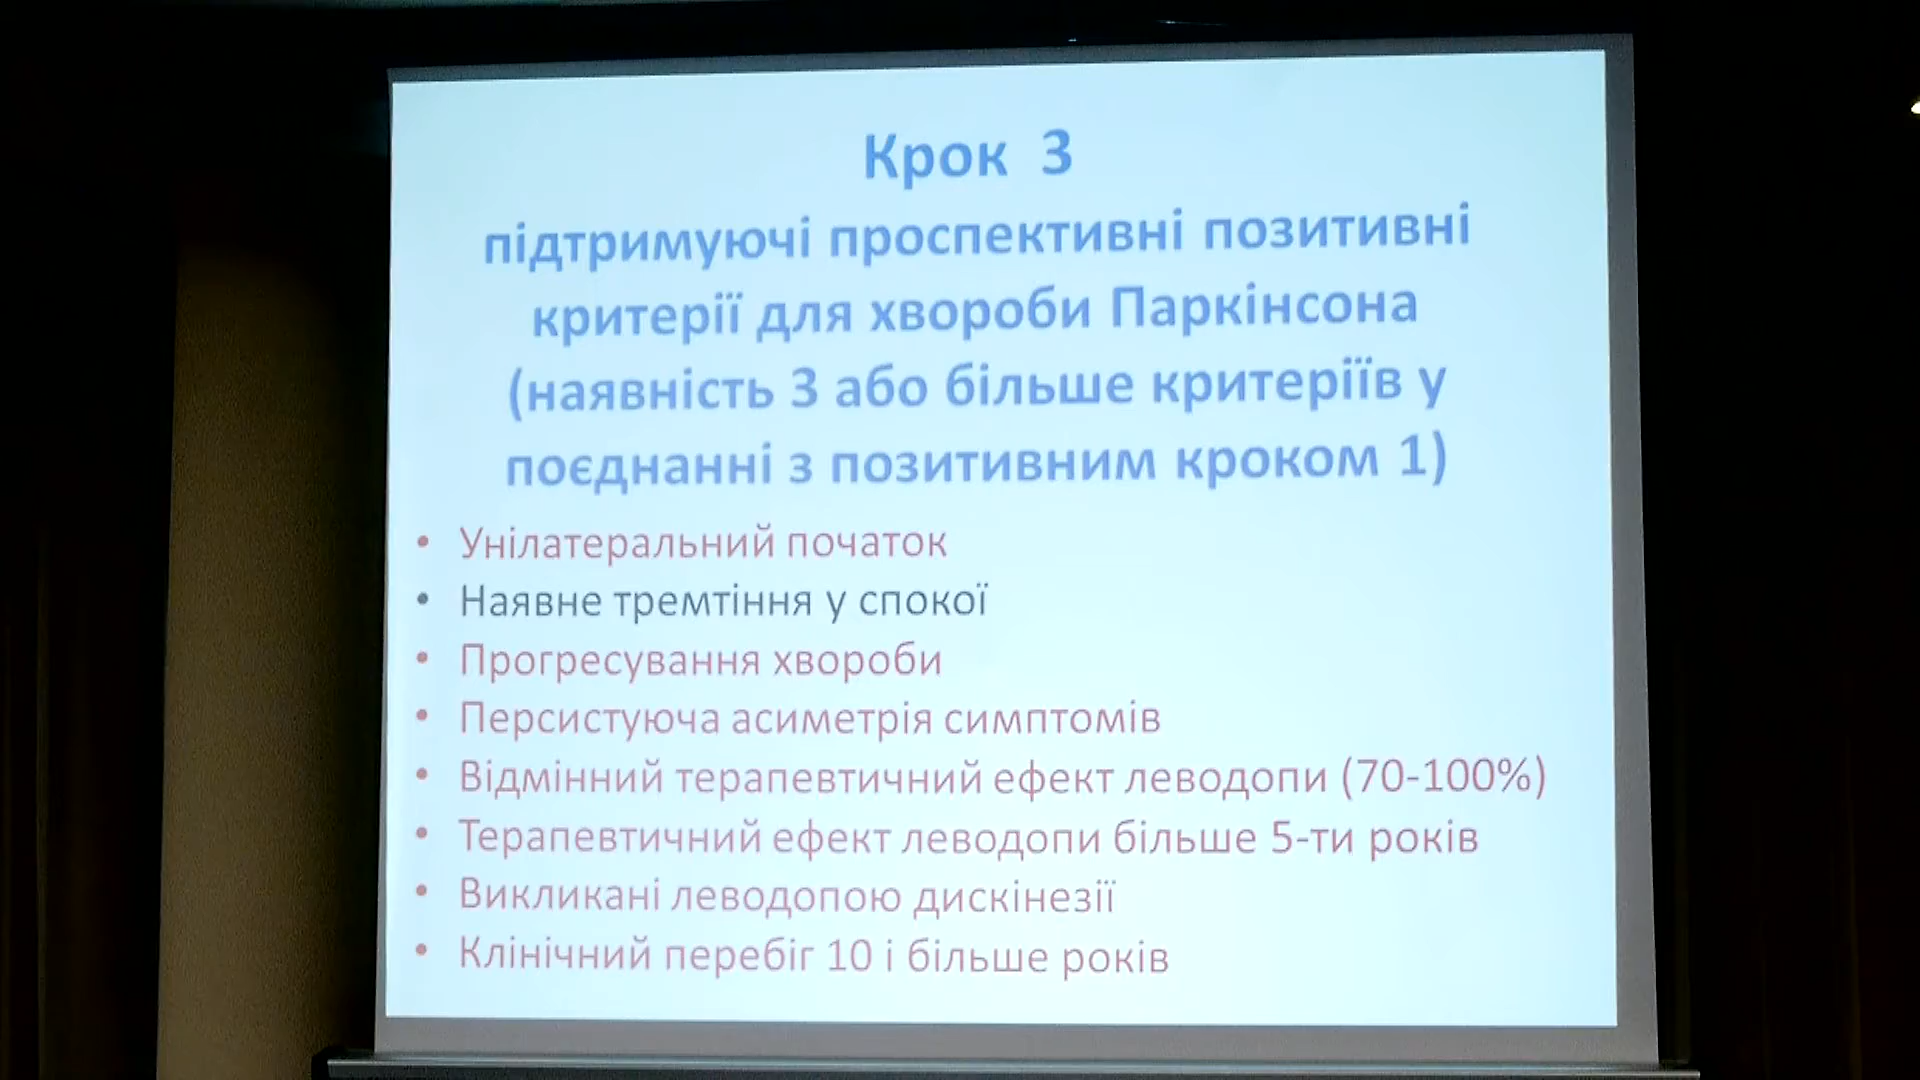 Крок 3
підтримуючі проспективні позитивні
критерії для хвороби Паркінсона
(наявність 3 або більше критеріїв у
поєднанні з позитивним кроком 1)
• Унілатеральний початок
• Наявне тремтіння у спокої
• Прогресування хвороби
• Персистуюча асиметрія симптомів
• Відмінний терапевтичний ефект леводопи (70-100%)
• Терапевтичний ефект леводопи більше 5-ти років
• Викликані леводопою дискінезії
• Клінічний перебіг 10 і більше років